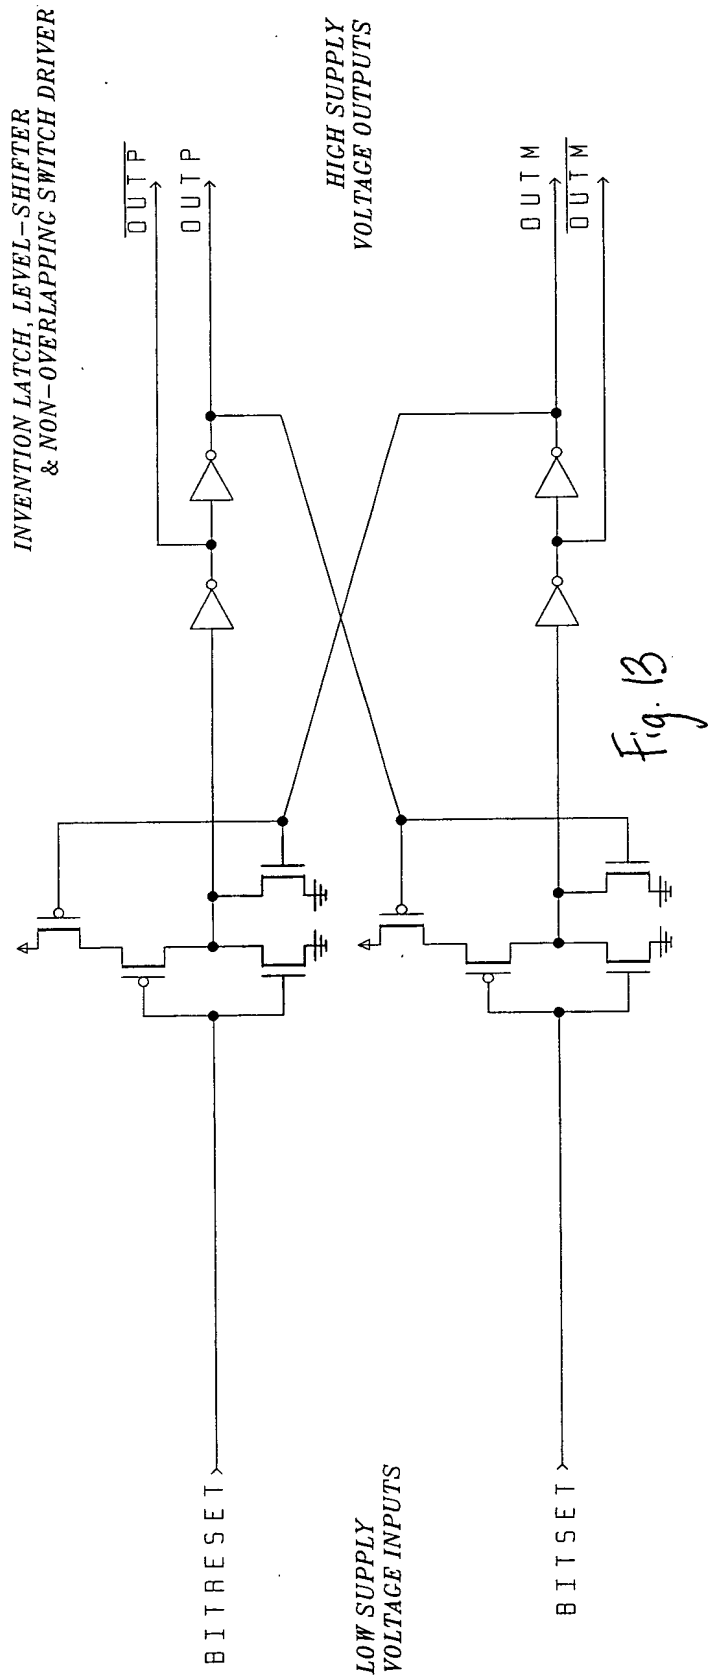 INVENTION LATCH, LEVEL-SHIFTER
& NON-OVERLAPPING SWITCH DRIVER
OUTP
OUTP
HIGH SUPPLY
VOLTAGE OUTPUTS
OUTM
OUTM
BITRESET
LOW SUPPLY
VOLTAGE INPUTS
BITSET
Fig. 13